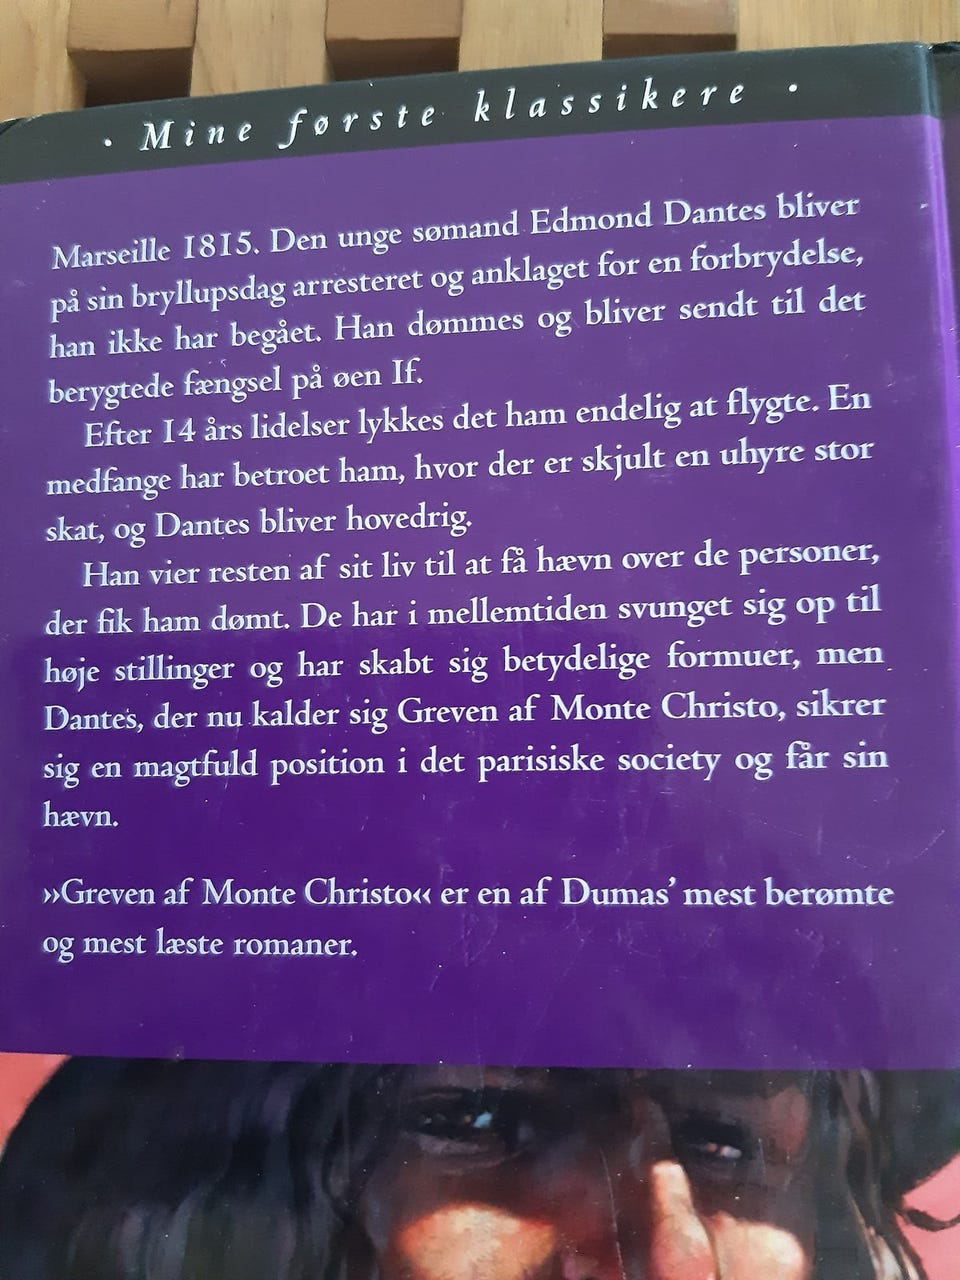 · Mine første klassikere ·
Marseille 1815. Den unge sømand Edmond Dantes bliver
på sin bryllupsdag arresteret og anklaget for en forbrydelse,
han ikke har begået. Han dømmes og bliver sendt til det
berygtede fængsel på øen If.
Efter 14 års lidelser lykkes det ham endelig at flygte. En
medfange har betroet ham, hvor der er skjult en uhyre stor
skat, og Dantes bliver hovedrig.
Han vier resten af sit liv til at få hævn over de personer,
der fik ham dømt. De har i mellemtiden svunget sig op til
høje stillinger og har skabt sig betydelige formuer, men
Dantes, der nu kalder sig Greven af Monte Christo, sikrer
sig en magtfuld position i det parisiske society og får sin
hævn.
»Greven af Monte Christo« er en af Dumas’ mest berømte
og mest læste romaner.